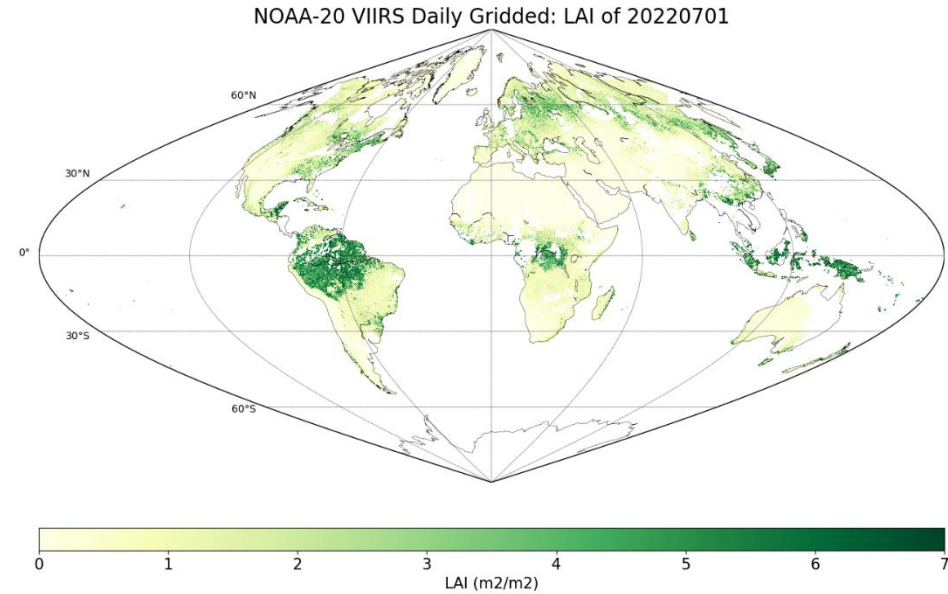 NOAA-20 VIIRS Daily Gridded: LAI of 20220701
60°N
30°N
0°
30°S
60°S
0 1 2 3 4 5 6 7
LAI (m2/m2)